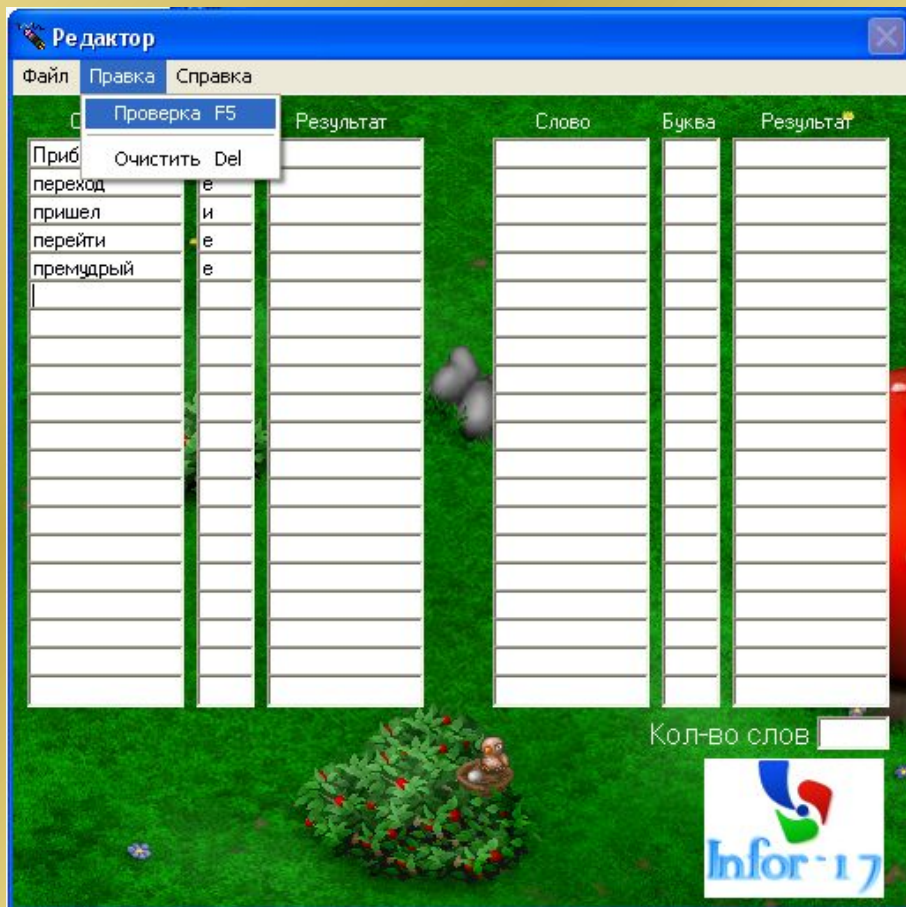 Редактор
Файл Правка Справка
Проверка F5
Очистить Del
Результат Слово Буква Результат
переход е
пришел и
перейти е
премудрый е
Кол-во слов
Infor-17